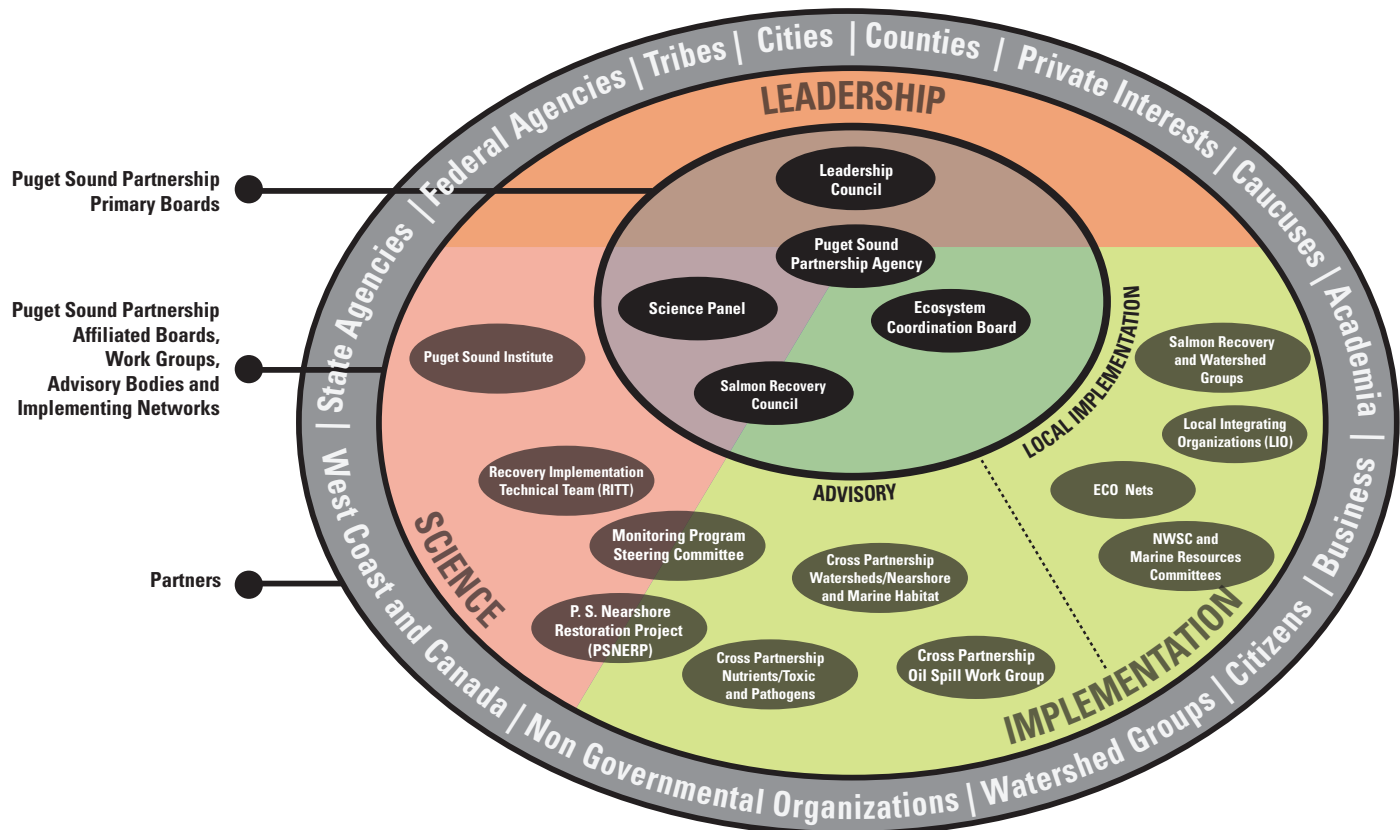 West Coast and Canada | State Agencies | Federal Agencies | Tribes | Cities | Counties | Private Interests | Caucuses | Academia | Business | Citizens | Watershed Groups | Non Governmental Organizations |
LEADERSHIP
Puget Sound Partnership
Primary Boards
Puget Sound Partnership
Affiliated Boards,
Work Groups,
Advisory Bodies and
Implementing Networks
Partners
Leadership
Council
Puget Sound
Partnership Agency
Science Panel
Ecosystem
Coordination Board
Salmon Recovery
Council
SCIENCE
Puget Sound Institute
Recovery Implementation
Technical Team (RITT)
Monitoring Program
Steering Committee
P. S. Nearshore
Restoration Project
(PSNERP)
ADVISORY
Cross Partnership
Watersheds/Nearshore
and Marine Habitat
Cross Partnership
Nutrients/Toxic
and Pathogens
Cross Partnership
Oil Spill Work Group
LOCAL IMPLEMENTATION
Salmon Recovery
and Watershed
Groups
Local Integrating
Organizations (LIO)
ECO Nets
NWSC and
Marine Resources
Committees
IMPLEMENTATION